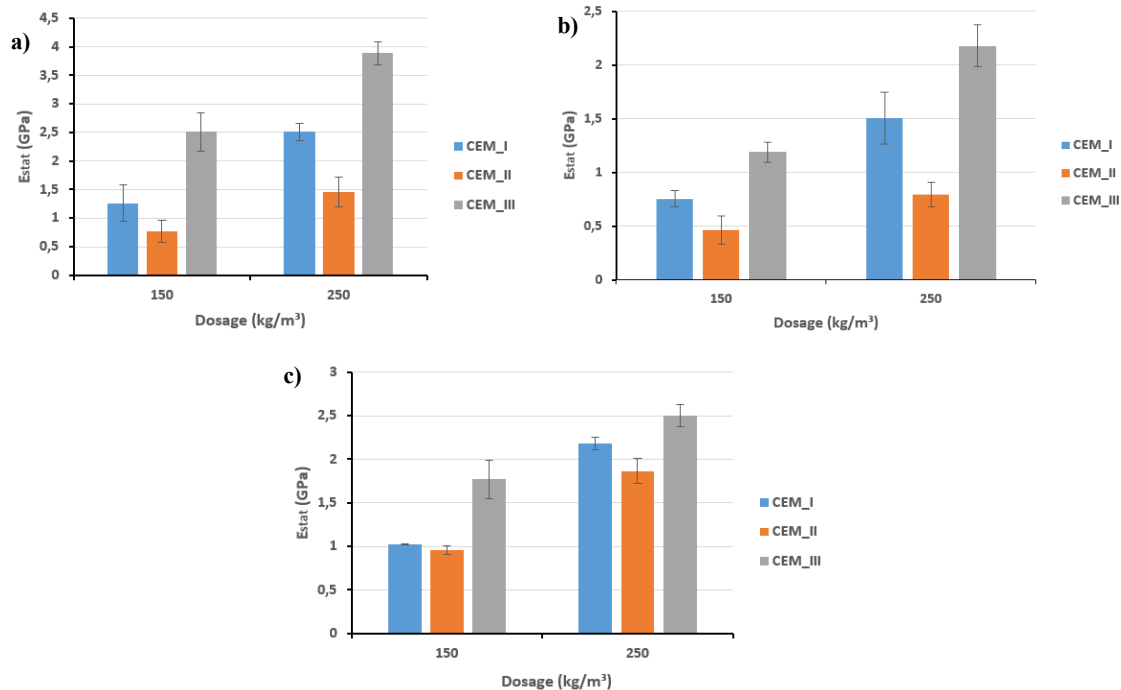 a)
4,5
4
3,5
3
2,5
2
1,5
1
0,5
0
Estat (GPa)
150
250
Dosage (kg/m³)
CEM_I
CEM_II
CEM_III
b)
2,5
2
1,5
1
0,5
0
Estat (GPa)
150
250
Dosage (kg/m³)
CEM_I
CEM_II
CEM_III
c)
3
2,5
2
1,5
1
0,5
0
Estat (GPa)
150
250
Dosage (kg/m³)
CEM_I
CEM_II
CEM_III